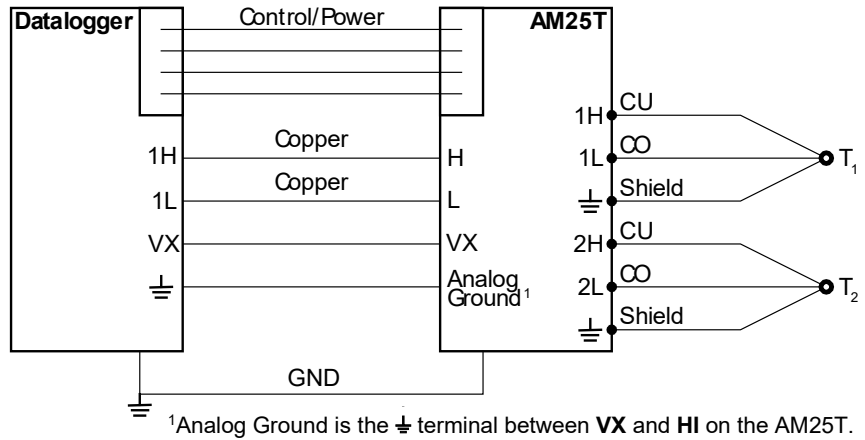 Datalogger
Control/Power
AM25T
1H
Copper
H
1L
Copper
L
VX
VX
Analog
Ground¹
GND
1H
CU
1L
CO
Shield
T₁
2H
CU
2L
CO
Shield
T₂
¹Analog Ground is the ⏚ terminal between VX and HI on the AM25T.